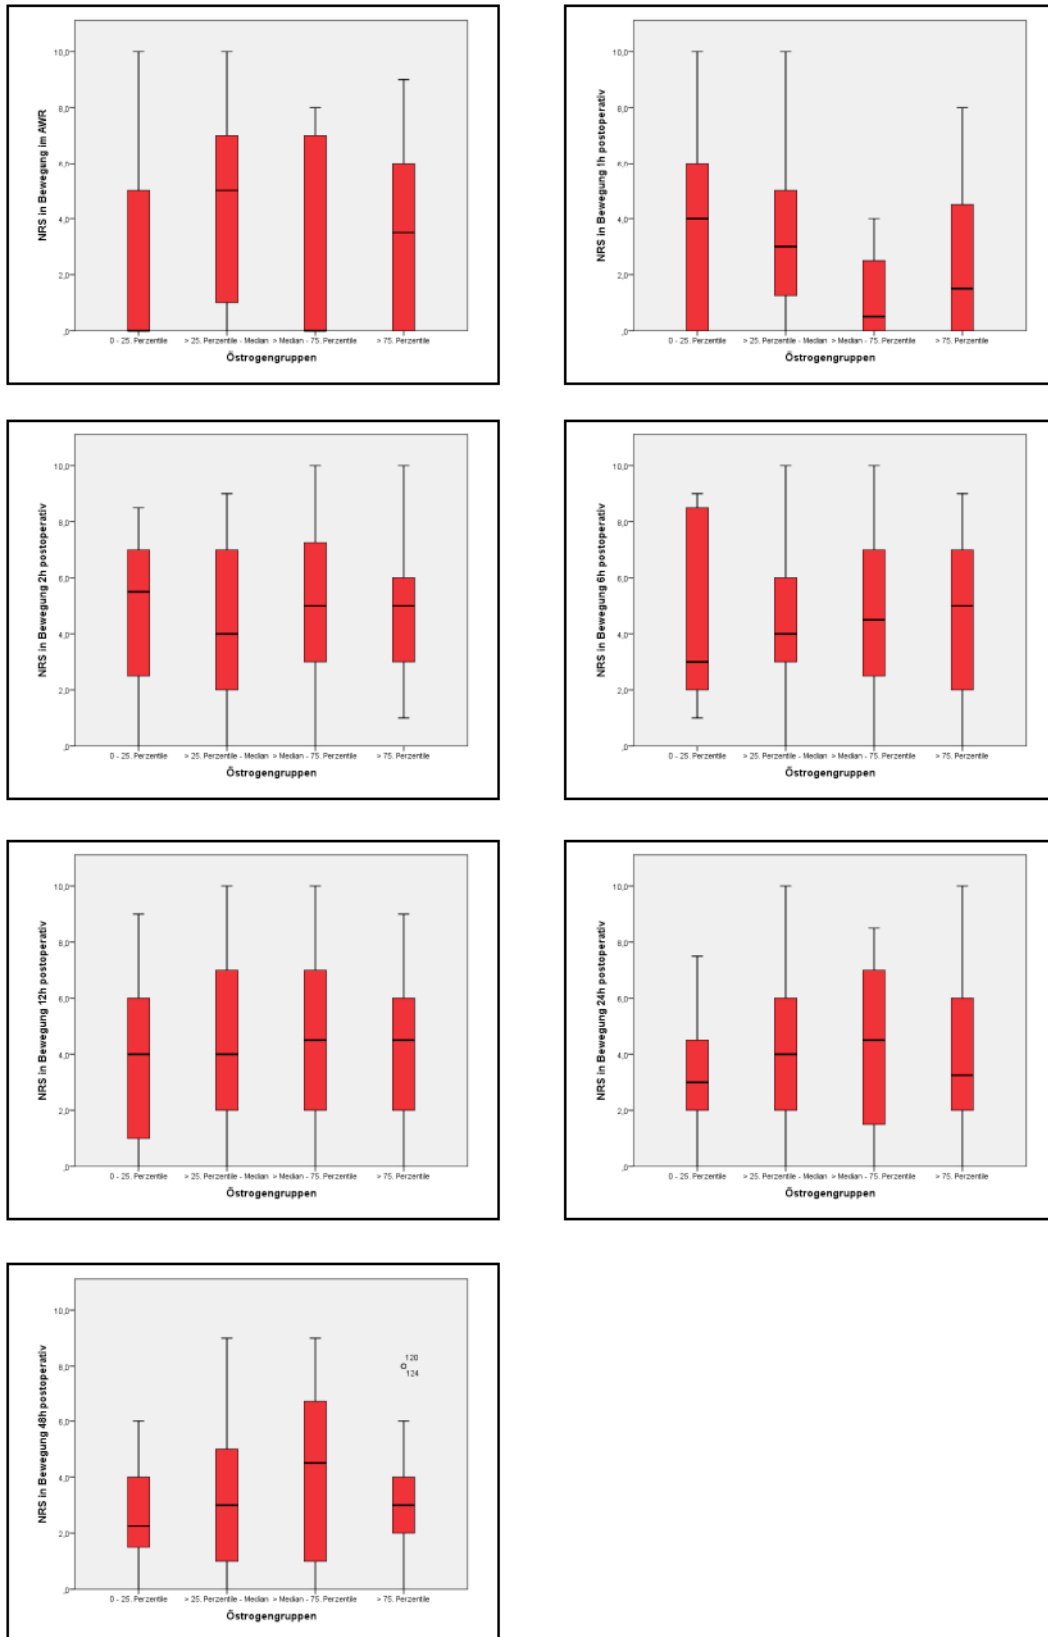 NRS in Bewegung im AWR
10,0
8,0
6,0
4,0
2,0
,0
0 - 25. Perzentile > 25. Perzentile - Median > Median - 75. Perzentile > 75. Perzentile
Östrogengruppen
NRS in Bewegung 1h postoperativ
10,0
8,0
6,0
4,0
2,0
,0
0 - 25. Perzentile > 25. Perzentile - Median > Median - 75. Perzentile > 75. Perzentile
Östrogengruppen
NRS in Bewegung 2h postoperativ
10,0
8,0
6,0
4,0
2,0
,0
0 - 25. Perzentile > 25. Perzentile - Median > Median - 75. Perzentile > 75. Perzentile
Östrogengruppen
NRS in Bewegung 6h postoperativ
10,0
8,0
6,0
4,0
2,0
,0
0 - 25. Perzentile > 25. Perzentile - Median > Median - 75. Perzentile > 75. Perzentile
Östrogengruppen
NRS in Bewegung 12h postoperativ
10,0
8,0
6,0
4,0
2,0
,0
0 - 25. Perzentile > 25. Perzentile - Median > Median - 75. Perzentile > 75. Perzentile
Östrogengruppen
NRS in Bewegung 24h postoperativ
10,0
8,0
6,0
4,0
2,0
,0
0 - 25. Perzentile > 25. Perzentile - Median > Median - 75. Perzentile > 75. Perzentile
Östrogengruppen
NRS in Bewegung 48h postoperativ
10,0
8,0
6,0
4,0
2,0
,0
120
124
0 - 25. Perzentile > 25. Perzentile - Median > Median - 75. Perzentile > 75. Perzentile
Östrogengruppen